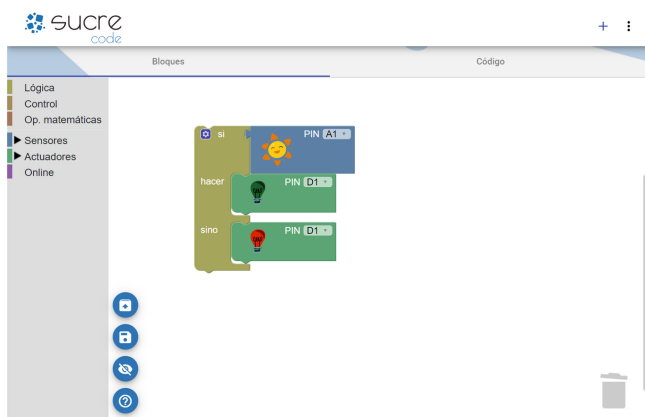 sucre
code
Bloques
Código
Lógica
Control
Op. matemáticas
Sensores
Actuadores
Online
si
PIN A1
hacer
PIN D1
sino
PIN D1